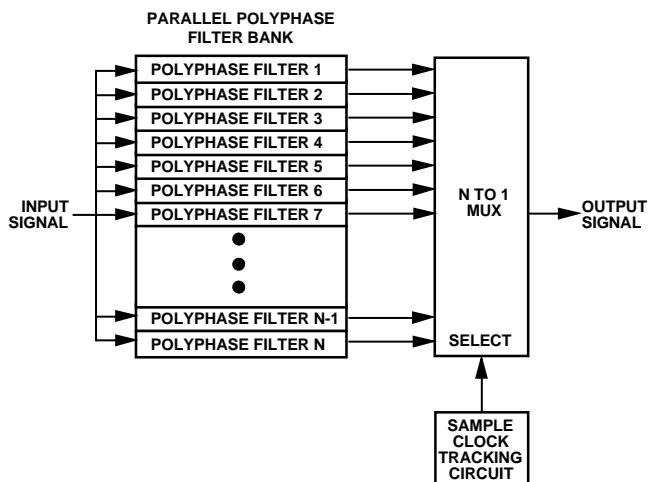 PARALLEL POLYPHASE
FILTER BANK
POLYPHASE FILTER 1
POLYPHASE FILTER 2
POLYPHASE FILTER 3
POLYPHASE FILTER 4
POLYPHASE FILTER 5
POLYPHASE FILTER 6
POLYPHASE FILTER 7
POLYPHASE FILTER N-1
POLYPHASE FILTER N
INPUT
SIGNAL
N TO 1
MUX
SELECT
OUTPUT
SIGNAL
SAMPLE
CLOCK
TRACKING
CIRCUIT